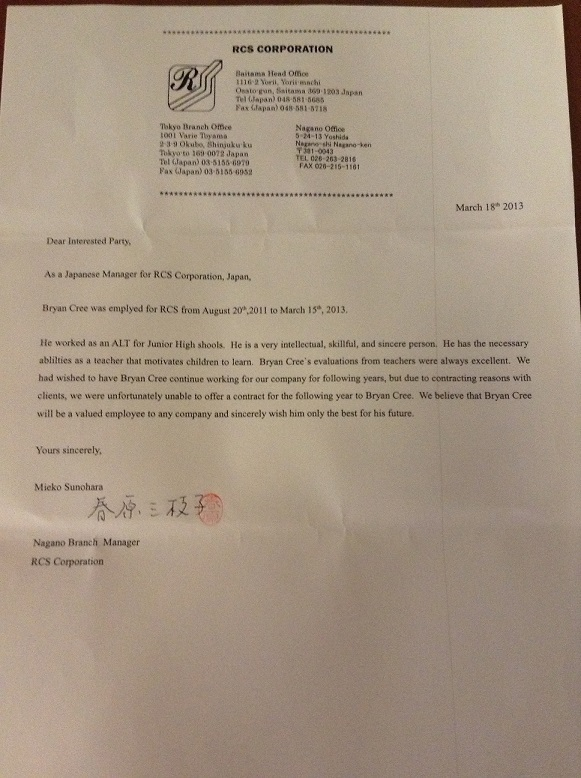 ********************************************
RCS CORPORATION
R
Saitama Head Office
1116-2 Yorii, Yorii-machi
Osato-gun, Saitama 369-1203 Japan
Tel (Japan) 048-581-5685
Fax (Japan) 048-581-5718
Tokyo Branch Office
1001 Varie Toyama
2-3-9 Okubo, Shinjuku-ku
Tokyo-to 169-0072 Japan
Tel (Japan) 03-5155-6979
Fax (Japan) 03-5155-6952
Nagano Office
5-24-13 Yoshida
Nagano-shi Nagano-ken
〒381-0043
TEL 026-263-2816
FAX 026-215-1161
********************************************
March 18th 2013
Dear Interested Party,
As a Japanese Manager for RCS Corporation, Japan,
Bryan Cree was emplyed for RCS from August 20th,2011 to March 15th, 2013.
He worked as an ALT for Junior High shools. He is a very intellectual, skillful, and sincere person. He has the necessary
ablilties as a teacher that motivates children to learn. Bryan Cree's evaluations from teachers were always excellent. We
had wished to have Bryan Cree continue working for our company for following years, but due to contracting reasons with
clients, we were unfortunately unable to offer a contract for the following year to Bryan Cree. We believe that Bryan Cree
will be a valued employee to any company and sincerely wish him only the best for his future.
Yours sincerely,
Mieko Sunohara
春原三枝子
Nagano Branch Manager
RCS Corporation